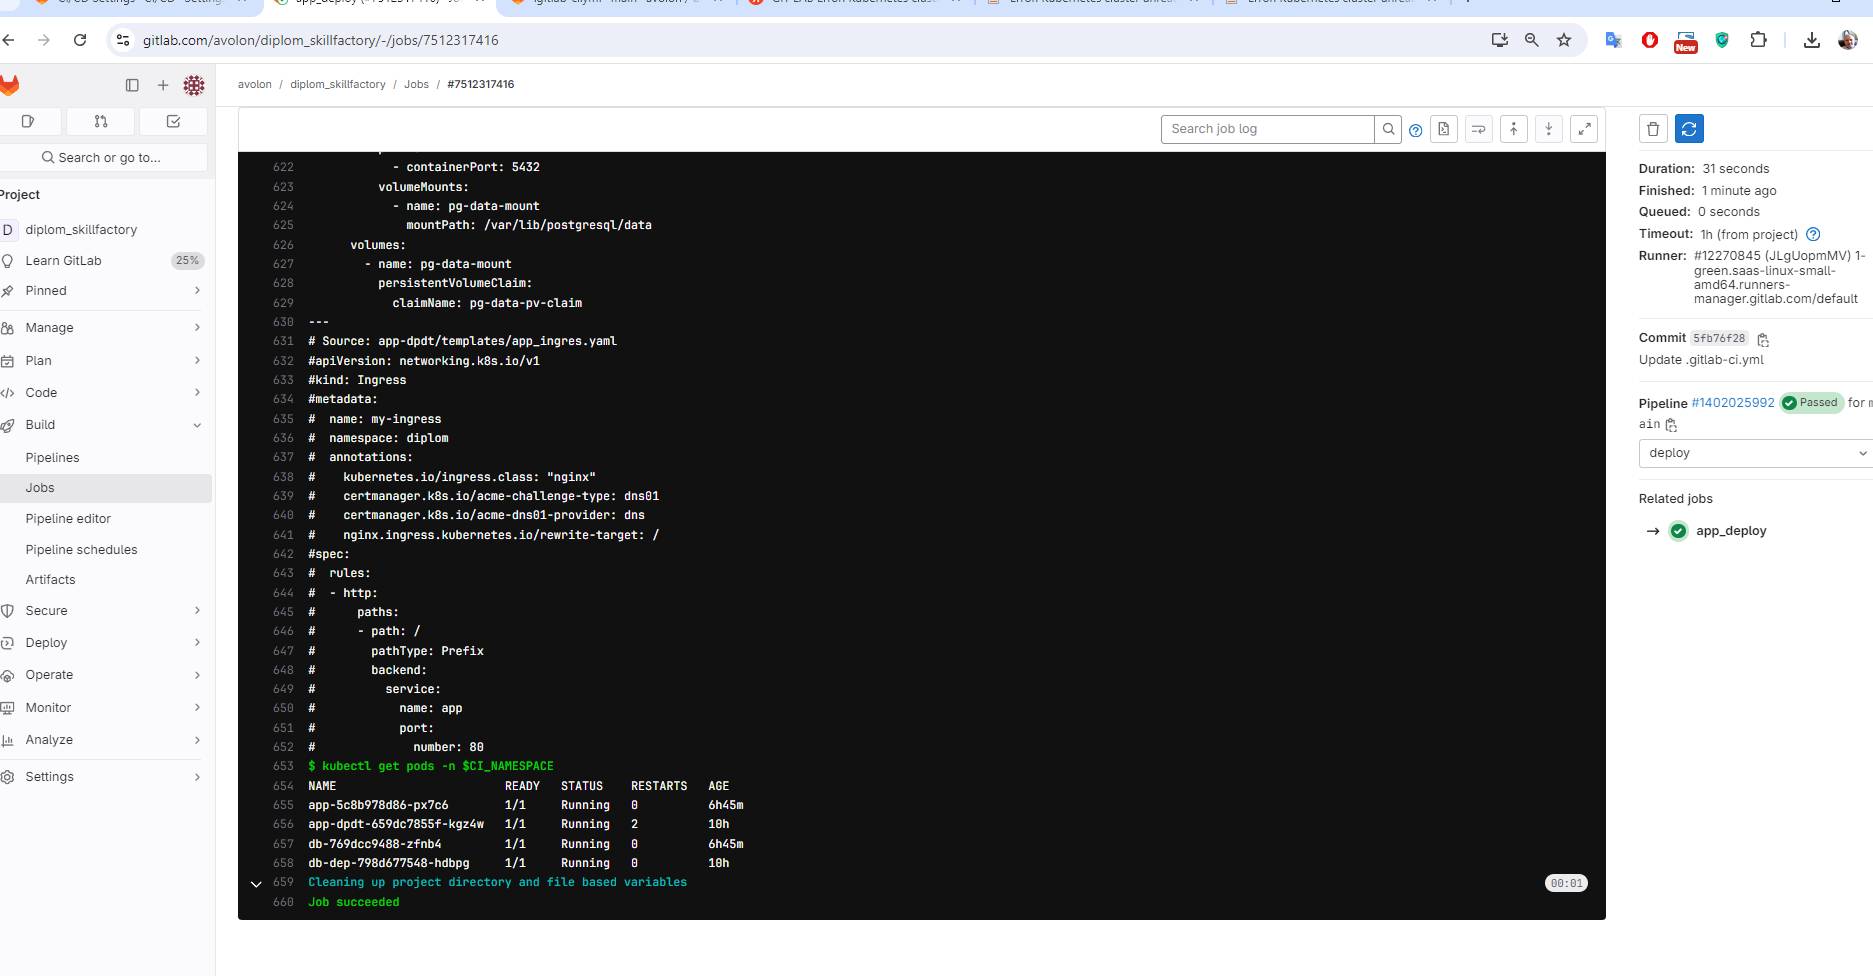 gitlab.com/avolon/diplom_skillfactory/-/jobs/7512317416
New
avolon / diplom_skillfactory / Jobs / #7512317416
Search or go to...
Project
D diplom_skillfactory
Learn GitLab 25%
Pinned
Manage
Plan
Code
Build
Pipelines
Jobs
Pipeline editor
Pipeline schedules
Artifacts
Secure
Deploy
Operate
Monitor
Analyze
Settings
Search job log
622 - containerPort: 5432
623 volumeMounts:
624 - name: pg-data-mount
625 mountPath: /var/lib/postgresql/data
626 volumes:
627 - name: pg-data-mount
628 persistentVolumeClaim:
629 claimName: pg-data-pv-claim
630 ---
631 # Source: app-dpdt/templates/app_ingres.yaml
632 #apiVersion: networking.k8s.io/v1
633 #kind: Ingress
634 #metadata:
635 # name: my-ingress
636 # namespace: diplom
637 # annotations:
638 # kubernetes.io/ingress.class: "nginx"
639 # certmanager.k8s.io/acme-challenge-type: dns01
640 # certmanager.k8s.io/acme-dns01-provider: dns
641 # nginx.ingress.kubernetes.io/rewrite-target: /
642 #spec:
643 # rules:
644 # - http:
645 # paths:
646 # - path: /
647 # pathType: Prefix
648 # backend:
649 # service:
650 # name: app
651 # port:
652 # number: 80
653 $ kubectl get pods -n $CI_NAMESPACE
654 NAME READY STATUS RESTARTS AGE
655 app-5c8b978d86-px7c6 1/1 Running 0 6h45m
656 app-dpdt-659dc7855f-kgz4w 1/1 Running 2 10h
657 db-769dcc9488-zfnb4 1/1 Running 0 6h45m
658 db-dep-798d677548-hdbpg 1/1 Running 0 10h
659 Cleaning up project directory and file based variables 00:01
660 Job succeeded
Duration: 31 seconds
Finished: 1 minute ago
Queued: 0 seconds
Timeout: 1h (from project)
Runner: #12270845 (JLgUopmMV) 1-
green.saas-linux-small-
amd64.runners-
manager.gitlab.com/default
Commit 5fb76f28
Update .gitlab-ci.yml
Pipeline #1402025992 Passed for m
ain
deploy
Related jobs
→ app_deploy